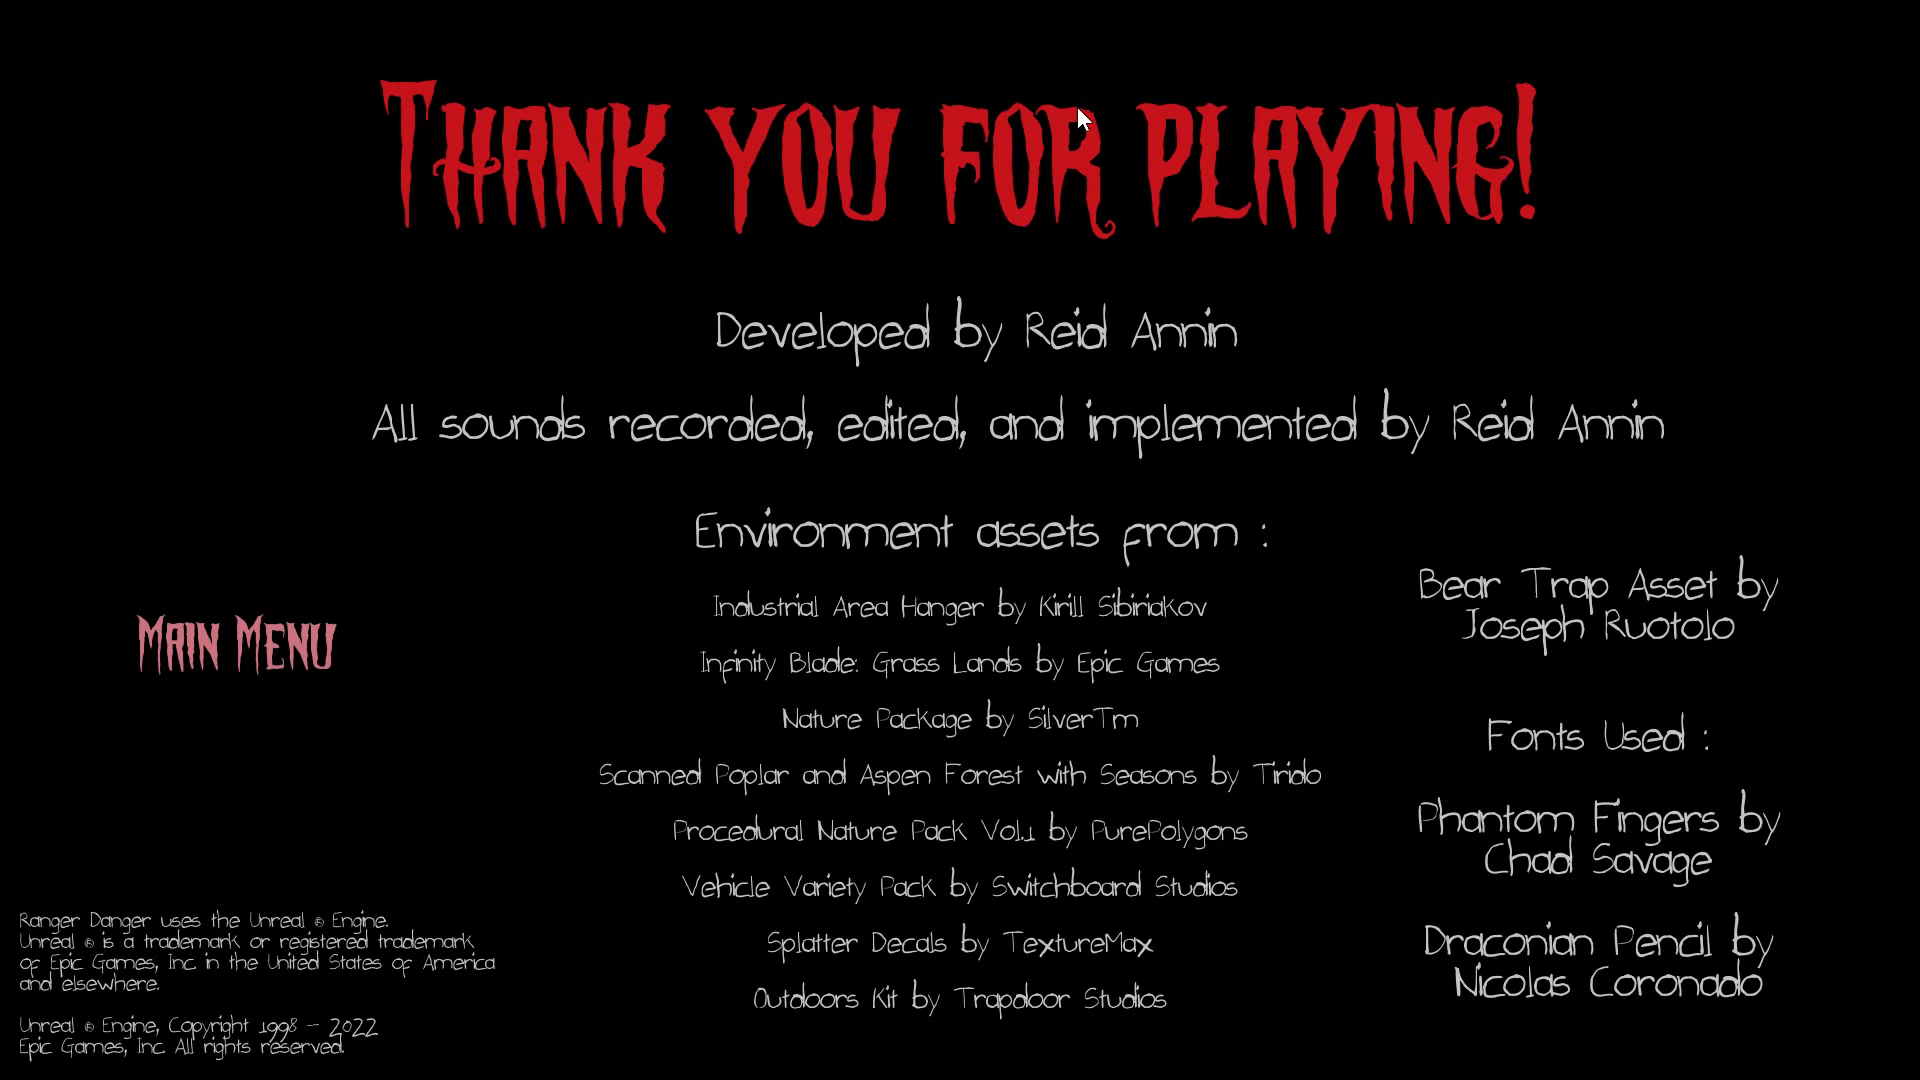 Thank you for playing!
Developed by Reid Annin
All sounds recorded, edited, and implemented by Reid Annin
Environment assets from :
Industrial Area Hanger by Kirill Sibiriakov
Infinity Blade: Grass Lands by Epic Games
Nature Package by SilverTm
Scanned Poplar and Aspen Forest with Seasons by Tirido
Procedural Nature Pack Vol.1 by PurePolygons
Vehicle Variety Pack by Switchboard Studios
Splatter Decals by TextureMax
Outdoors Kit by Trapdoor Studios
Bear Trap Asset by
Joseph Ruotolo
Fonts Used :
Phantom Fingers by
Chad Savage
Draconian Pencil by
Nicolas Coronado
Main Menu
Ranger Danger uses the Unreal ® Engine.
Unreal ® is a trademark or registered trademark
of Epic Games, Inc. in the United States of America
and elsewhere.
Unreal ® Engine, Copyright 1998 - 2022
Epic Games, Inc. All rights reserved.